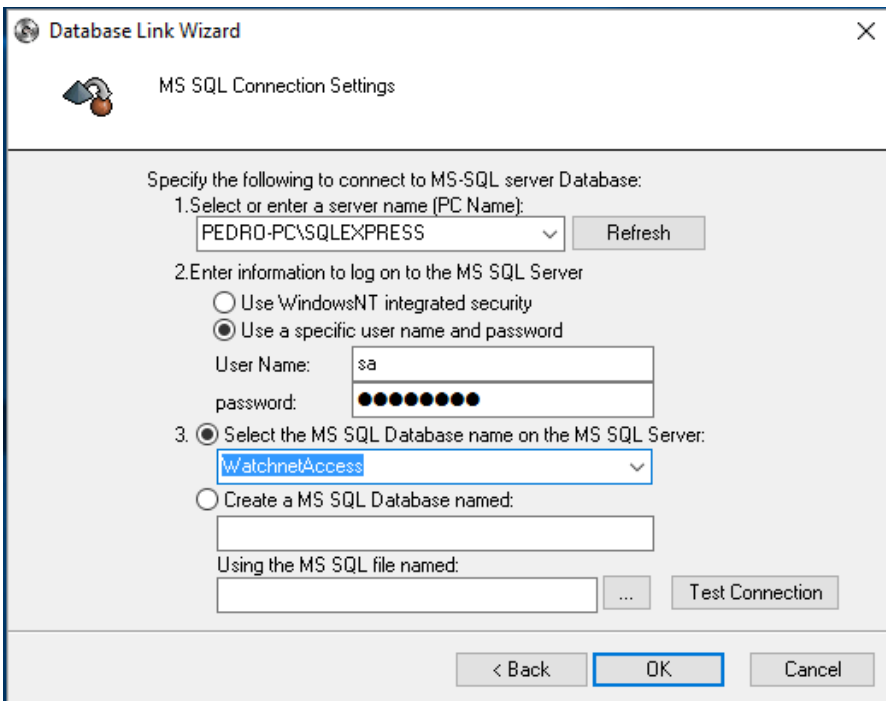 Database Link Wizard
MS SQL Connection Settings
Specify the following to connect to MS-SQL server Database:
1.Select or enter a server name (PC Name):
PEDRO-PC\SQLEXPRESS
Refresh
2.Enter information to log on to the MS SQL Server
Use WindowsNT integrated security
Use a specific user name and password
User Name:
sa
password:
●●●●●●●●
3. Select the MS SQL Database name on the MS SQL Server:
WatchnetAccess
Create a MS SQL Database named:
Using the MS SQL file named:
... Test Connection
< Back OK Cancel